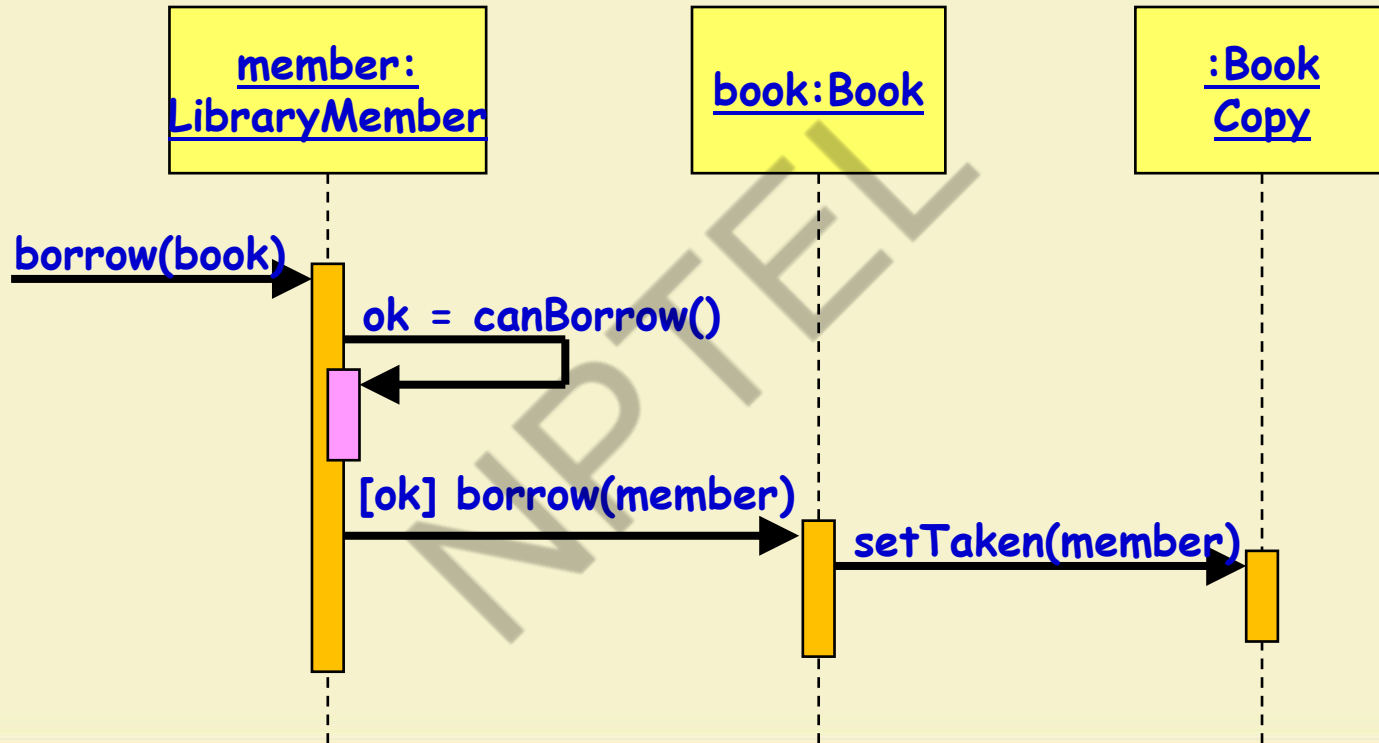 member:
LibraryMember
book:Book
:Book
Copy
borrow(book)
ok = canBorrow()
[ok] borrow(member)
setTaken(member)
NPTEL